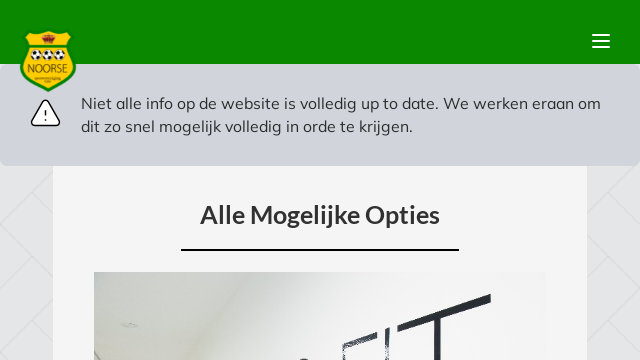 NOORSE
Niet alle info op de website is volledig up to date. We werken eraan om
dit zo snel mogelijk volledig in orde te krijgen.
Alle Mogelijke Opties